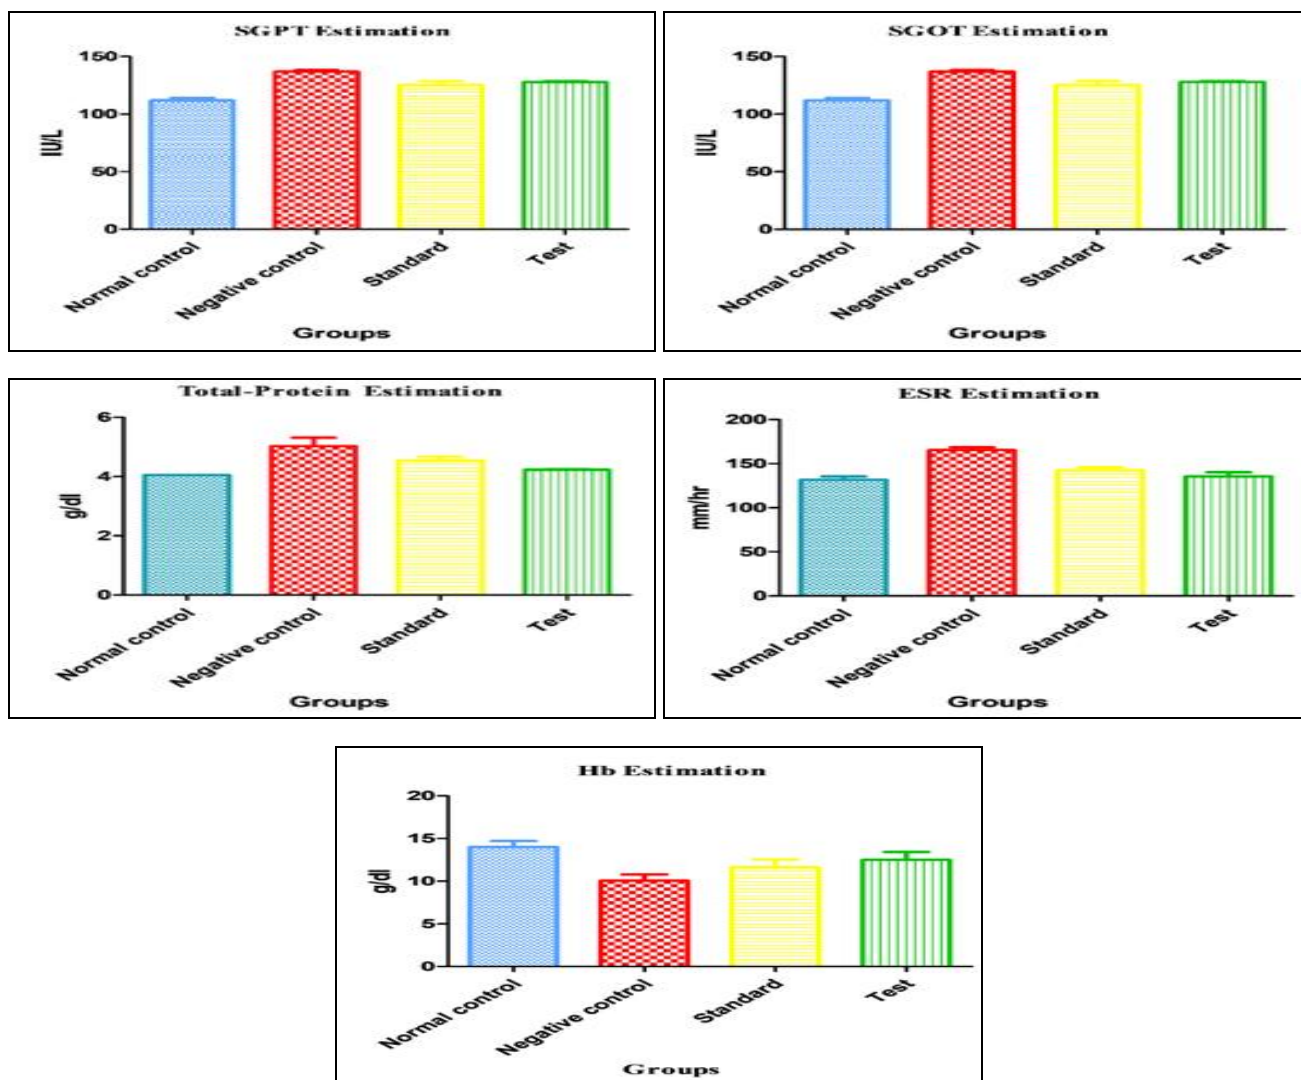 SGPT Estimation
150
100
50
0
IU/L
Normal control
Negative control
Standard
Test
Groups
SGOT Estimation
150
100
50
0
IU/L
Normal control
Negative control
Standard
Test
Groups
Total-Protein Estimation
6
4
2
0
g/dl
Normal control
Negative control
Standard
Test
Groups
ESR Estimation
200
150
100
50
0
mm/hr
Normal control
Negative control
Standard
Test
Groups
Hb Estimation
20
15
10
5
0
g/dl
Normal control
Negative control
Standard
Test
Groups